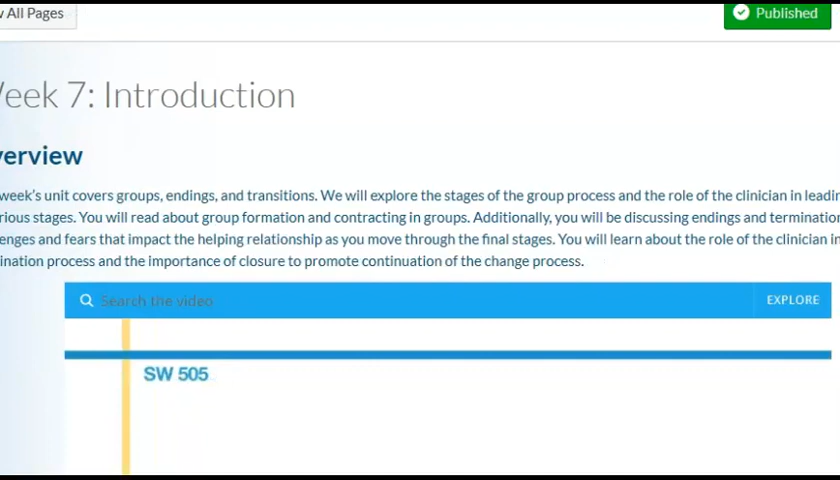 All Pages
Published
Week 7: Introduction
verview
week's unit covers groups, endings, and transitions. We will explore the stages of the group process and the role of the clinician in leadin
rious stages. You will read about group formation and contracting in groups. Additionally, you will be discussing endings and termination
enges and fears that impact the helping relationship as you move through the final stages. You will learn about the role of the clinician in
ination process and the importance of closure to promote continuation of the change process.
Search the video
EXPLORE
SW 505